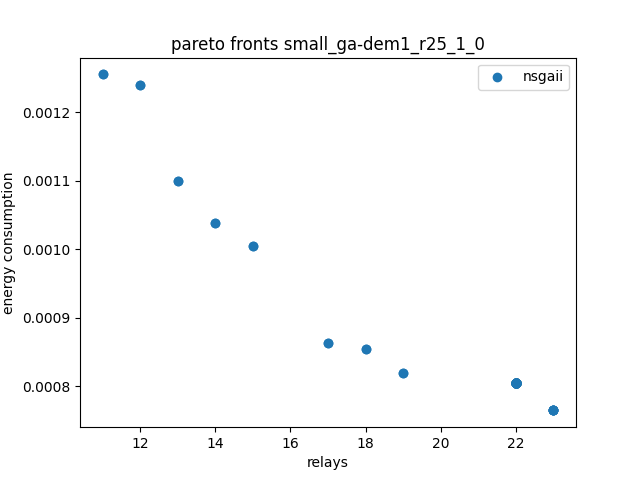 pareto fronts small_ga-dem1_r25_1_0
nsgaii
0.0012
0.0011
0.0010
0.0009
0.0008
energy consumption
12 14 16 18 20 22
relays